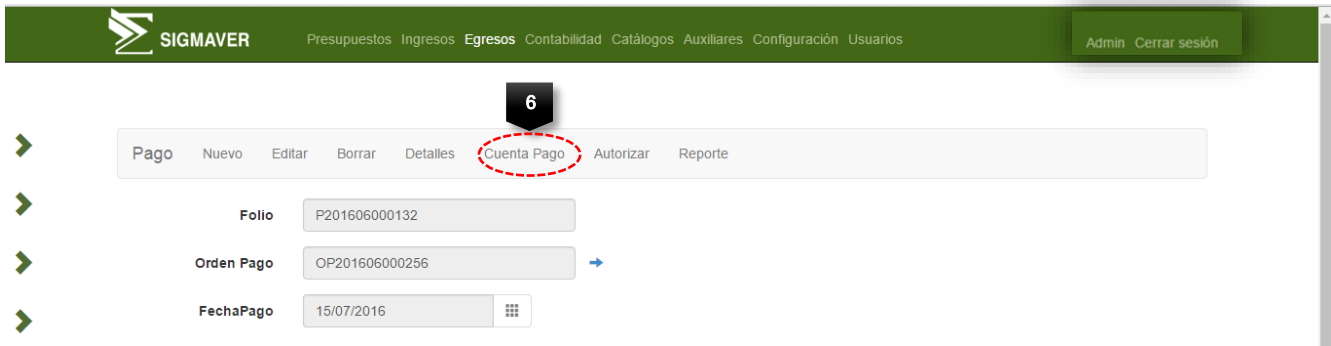 SIGMAVER Presupuestos Ingresos Egresos Contabilidad Catálogos Auxiliares Configuración Usuarios Admin Cerrar sesión
6
Pago Nuevo Editar Borrar Detalles Cuenta Pago Autorizar Reporte
Folio P201606000132
Orden Pago OP201606000256
FechaPago 15/07/2016